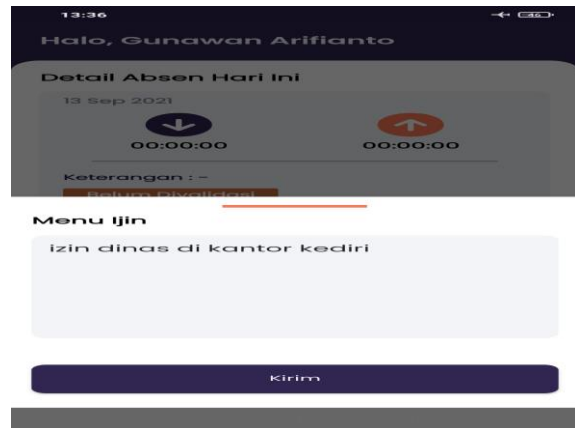 13:36
46
Halo, Gunawan Arifianto
Detail Absen Hari Ini
13 Sep 2021
00:00:00 00:00:00
Keterangan : -
Belum Divalidasi
Menu Ijin
izin dinas di kantor kediri
Kirim